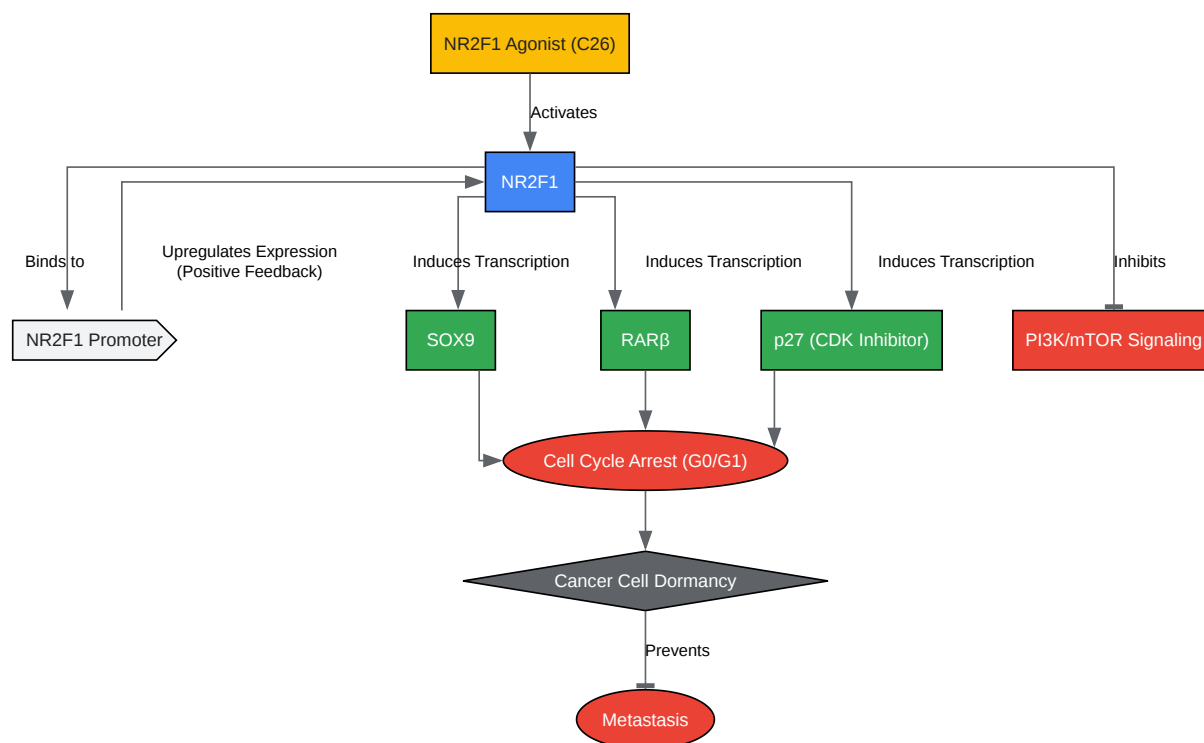 NR2F1 Agonist (C26)
Activates
NR2F1
Binds to
Upregulates Expression
(Positive Feedback)
Induces Transcription
Induces Transcription
Induces Transcription
Inhibits
NR2F1 Promoter
SOX9
RARβ
p27 (CDK Inhibitor)
PI3K/mTOR Signaling
Cell Cycle Arrest (G0/G1)
Cancer Cell Dormancy
Prevents
Metastasis